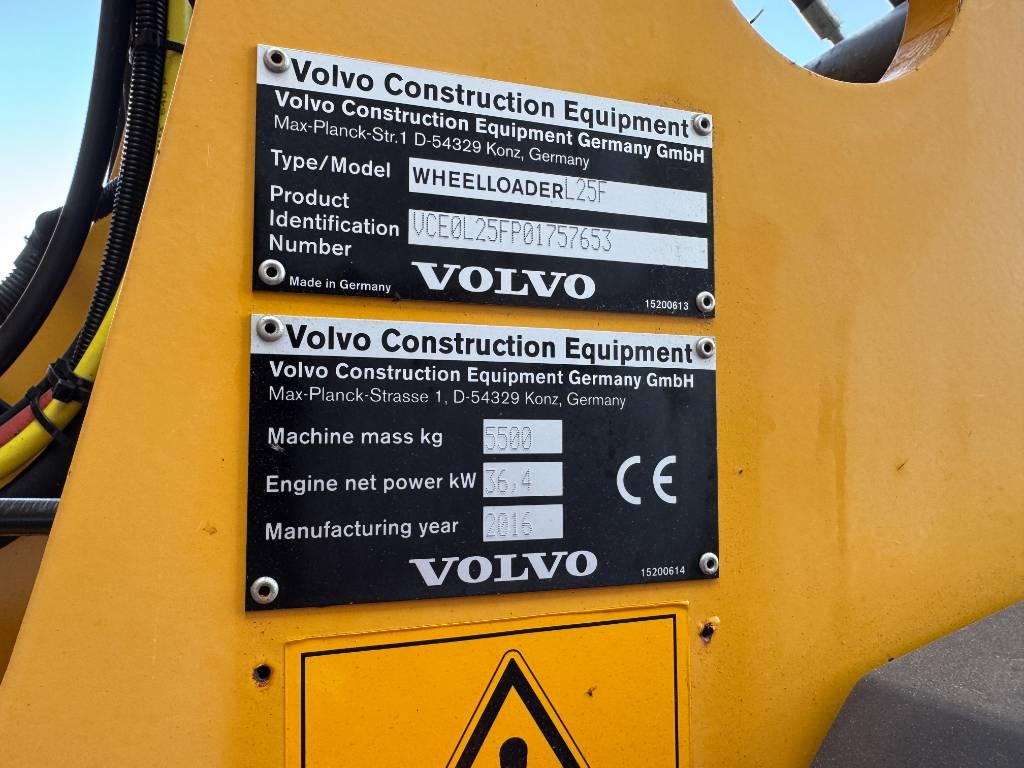 Volvo Construction Equipment
Volvo Construction Equipment Germany GmbH
Max-Planck-Str.1 D-54329 Konz, Germany
Type/Model WHEELLOADER L25F
Product
Identification
Number
VCE0L25FP01757653
VOLVO
Made in Germany
15200613
Volvo Construction Equipment
Volvo Construction Equipment Germany GmbH
Max-Planck-Strasse 1, D-54329 Konz, Germany
Machine mass kg 5500
Engine net power kW 36,4
Manufacturing year 2016
CE
VOLVO
15200614